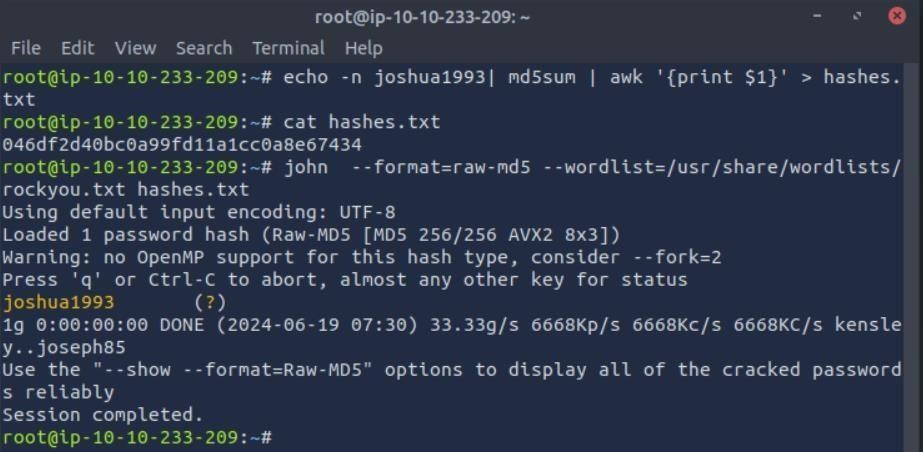 root@ip-10-10-233-209: ~
File Edit View Search Terminal Help
root@ip-10-10-233-209:~# echo -n joshua1993| md5sum | awk '{print $1}' > hashes.
txt
root@ip-10-10-233-209:~# cat hashes.txt
046df2d40bc0a99fd11a1cc0a8e67434
root@ip-10-10-233-209:~# john  --format=raw-md5 --wordlist=/usr/share/wordlists/
rockyou.txt hashes.txt
Using default input encoding: UTF-8
Loaded 1 password hash (Raw-MD5 [MD5 256/256 AVX2 8x3])
Warning: no OpenMP support for this hash type, consider --fork=2
Press 'q' or Ctrl-C to abort, almost any other key for status
joshua1993       (?)
1g 0:00:00:00 DONE (2024-06-19 07:30) 33.33g/s 6668Kp/s 6668Kc/s 6668KC/s kensle
y..joseph85
Use the "--show --format=Raw-MD5" options to display all of the cracked password
s reliably
Session completed.
root@ip-10-10-233-209:~#